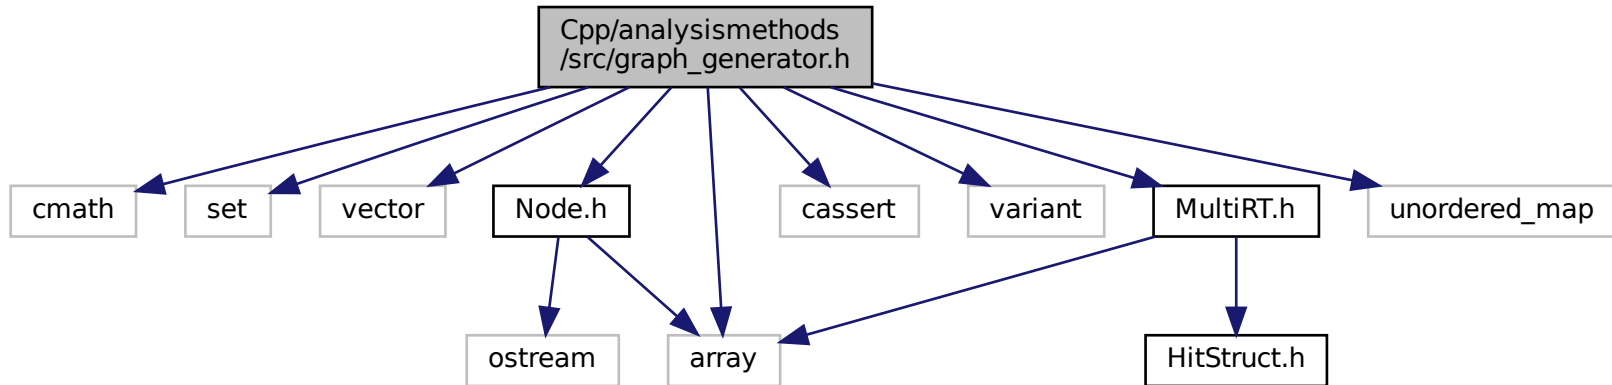 Cpp/analysismethods
/src/graph_generator.h
cmath
set
vector
Node.h
cassert
variant
MultiRT.h
unordered_map
ostream
array
HitStruct.h